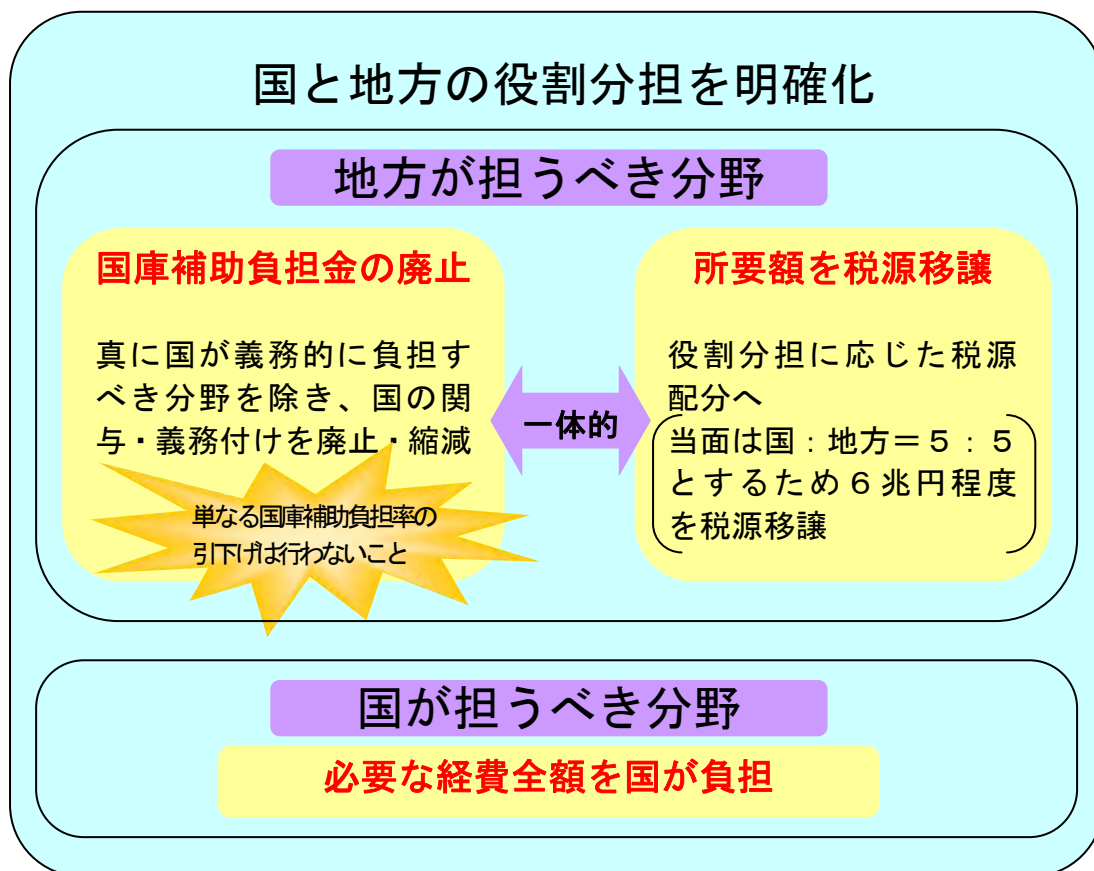 国と地方の役割分担を明確化
地方が担うべき分野
国庫補助負担金の廃止
真に国が義務的に負担す
べき分野を除き、国の関
与・義務付けを廃止・縮減
単なる国庫補助負担率の
引下げは行わないこと
一体的
所要額を税源移譲
役割分担に応じた税源
配分へ
当面は国：地方＝５：５
とするため６兆円程度
を税源移譲
国が担うべき分野
必要な経費全額を国が負担